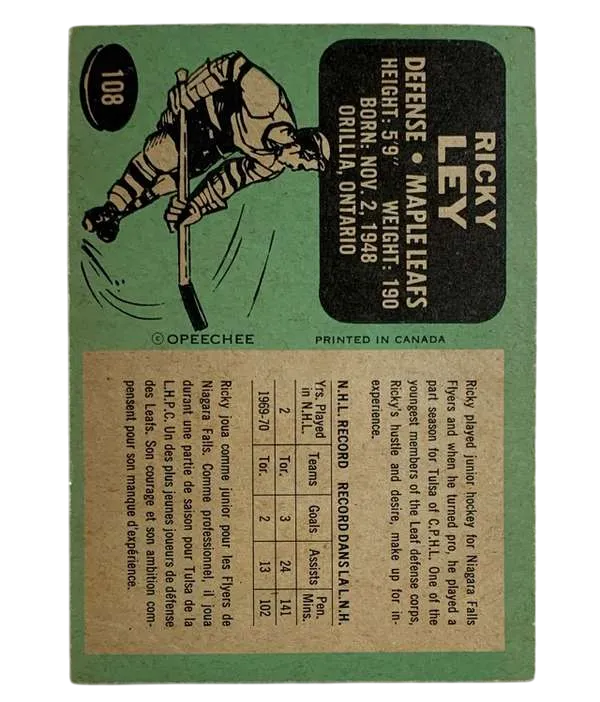 108
RICKY
LEY
DEFENSE • MAPLE LEAFS
HEIGHT: 5'9" WEIGHT: 190
BORN: NOV. 2, 1948
ORILLIA, ONTARIO
© OPEECHEE PRINTED IN CANADA
Ricky played junior hockey for Niagara Falls
Flyers and when he turned pro, he played a
part season for Tulsa of C.P.H.L. One of the
youngest members of the Leaf defense corps,
Ricky's hustle and desire, make up for in-
experience.
N.H.L. RECORD RECORD DANS LA L.N.H.
Yrs. Played in N.H.L. Teams Goals Assists Pen. Mins.
2 Tor. 3 24 141
1969-70 Tor. 2 13 102
Ricky joua comme junior pour les Flyers de
Niagara Falls. Comme professionnel, il joua
durant une partie de saison pour Tulsa de la
L.H.P.C. Un des plus jeunes joueurs de défense
des Leafs. Son courage et son ambition com-
pensent pour son manque d'expérience.